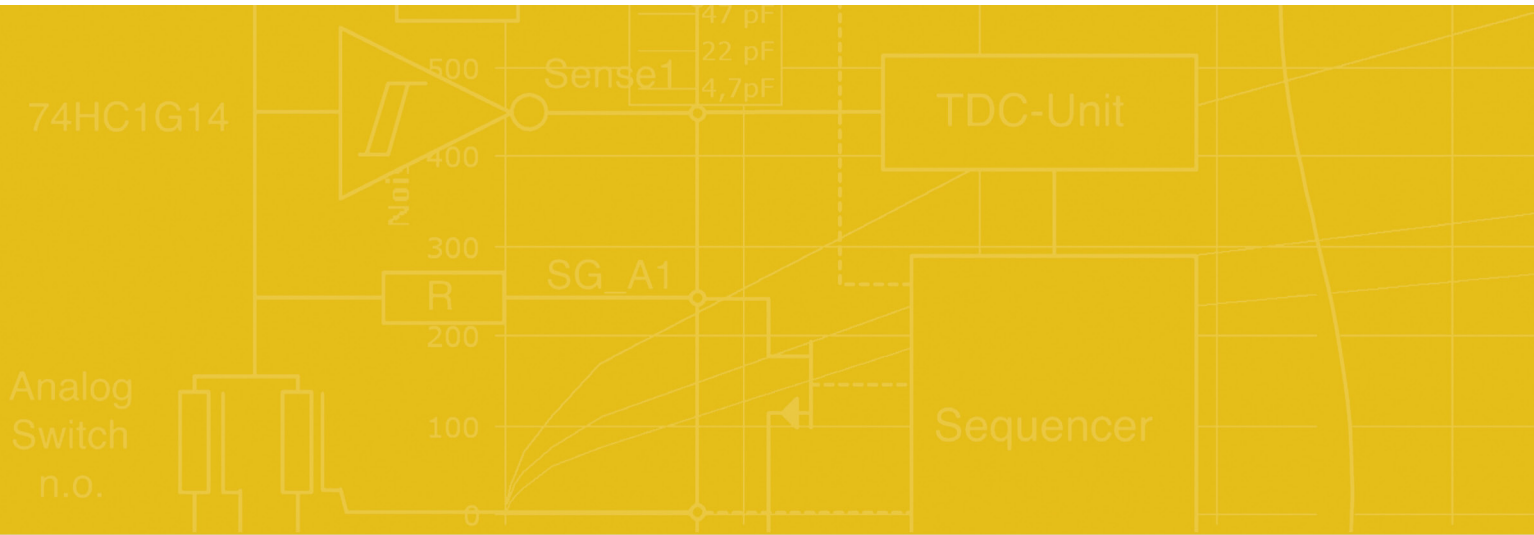 47 pF
22 pF
4,7pF
500
Sense1
74HC1G14
TDC-Unit
400
Nois
300
SG_A1
R
200
Analog
Switch
n.o.
100
Sequencer
0